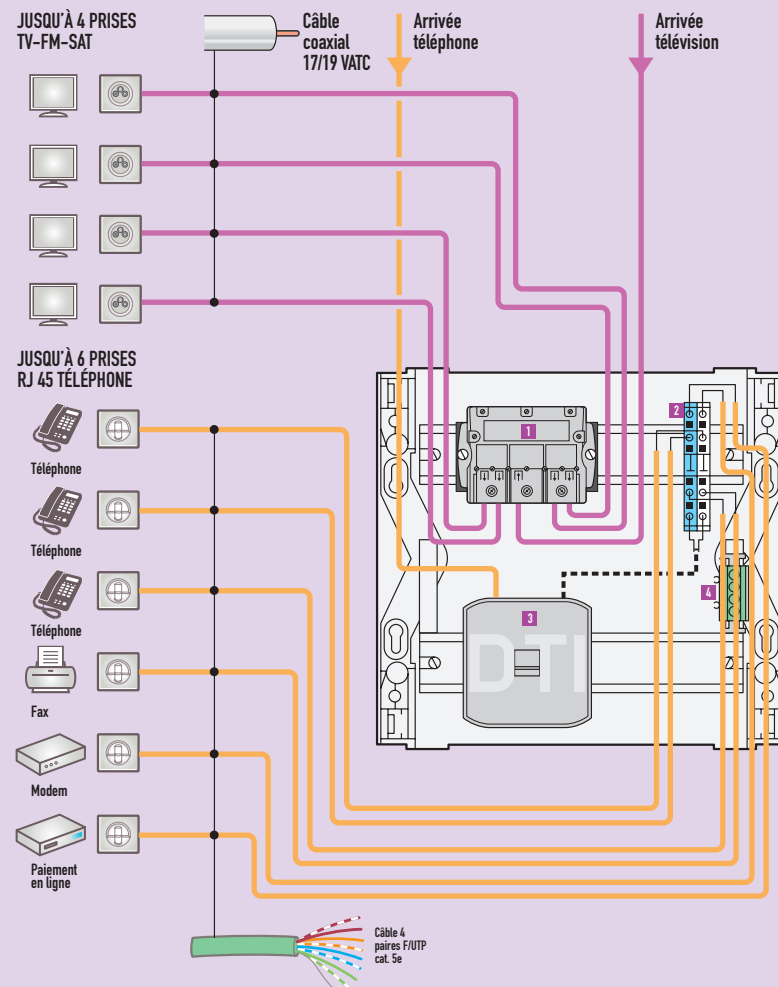 JUSQU'À 4 PRISES
TV-FM-SAT
Câble
coaxial
17/19 VATC
Arrivée
téléphone
Arrivée
télévision
JUSQU'À 6 PRISES
RJ 45 TÉLÉPHONE
Téléphone
Téléphone
Téléphone
Fax
Modem
Paiement
en ligne
1
2
3
DTI
4
Câble 4
paires F/UTP
cat. 5e